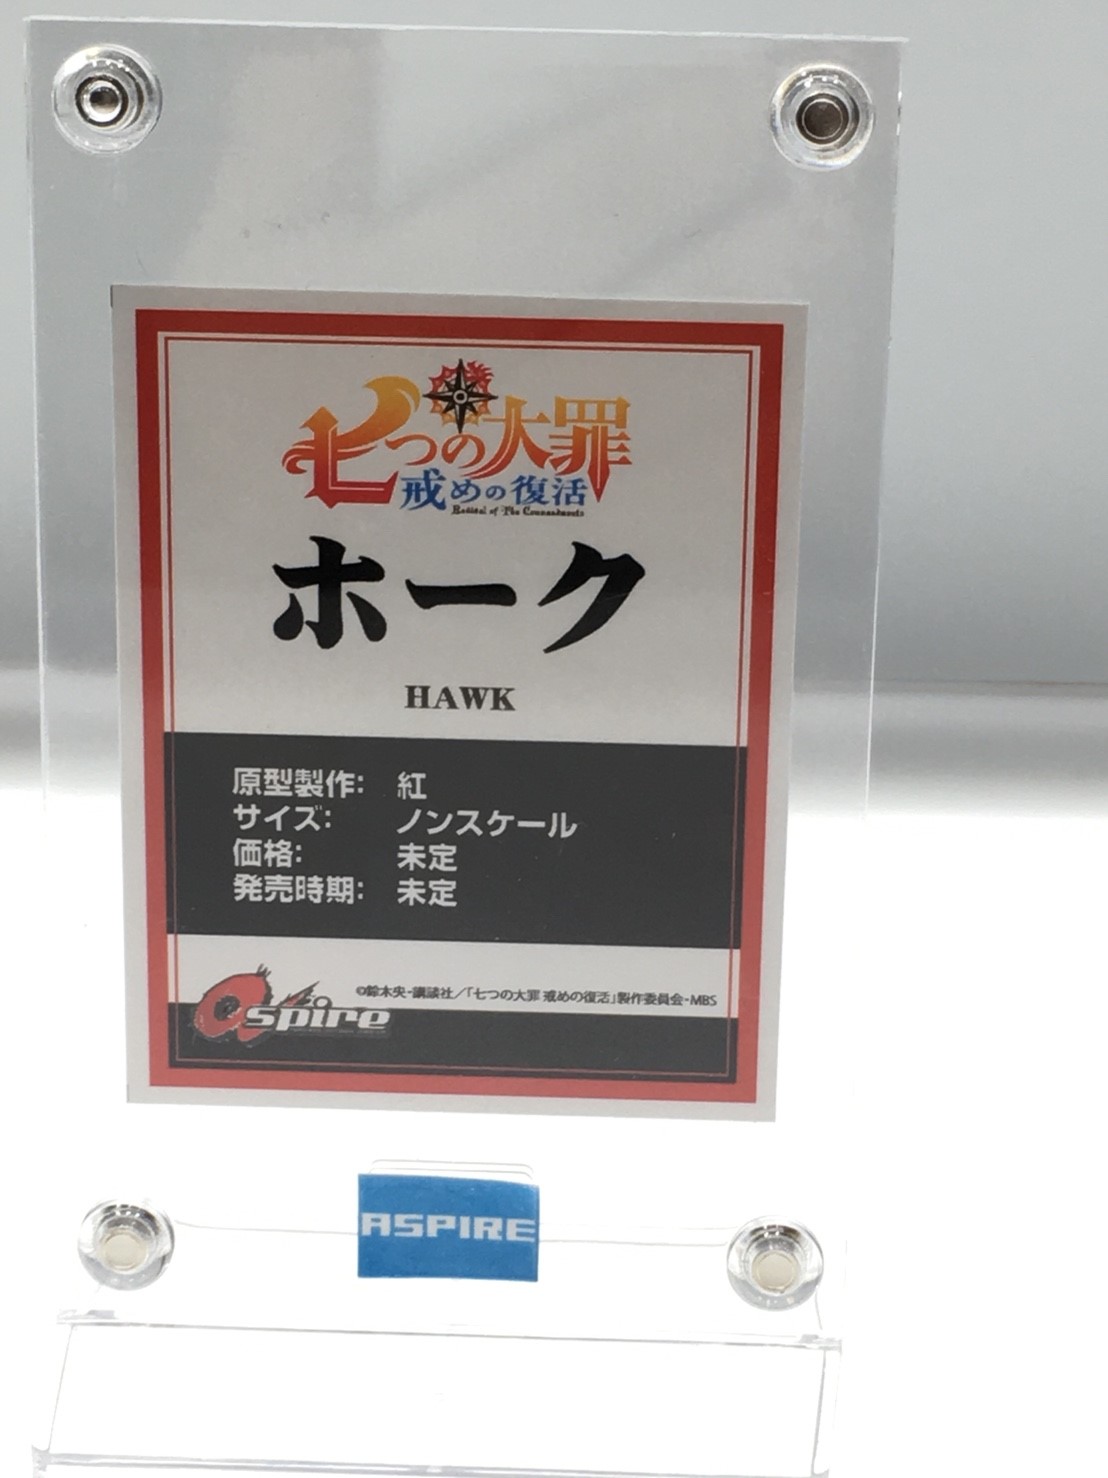 七つの大罪
戒めの復活
Revival of The Commandments
ホーク
HAWK
原型製作: 紅
サイズ: ノンスケール
価格: 未定
発売時期: 未定
©鈴木央・講談社/「七つの大罪 戒めの復活」製作委員会・MBS
aspire
ASPIRE